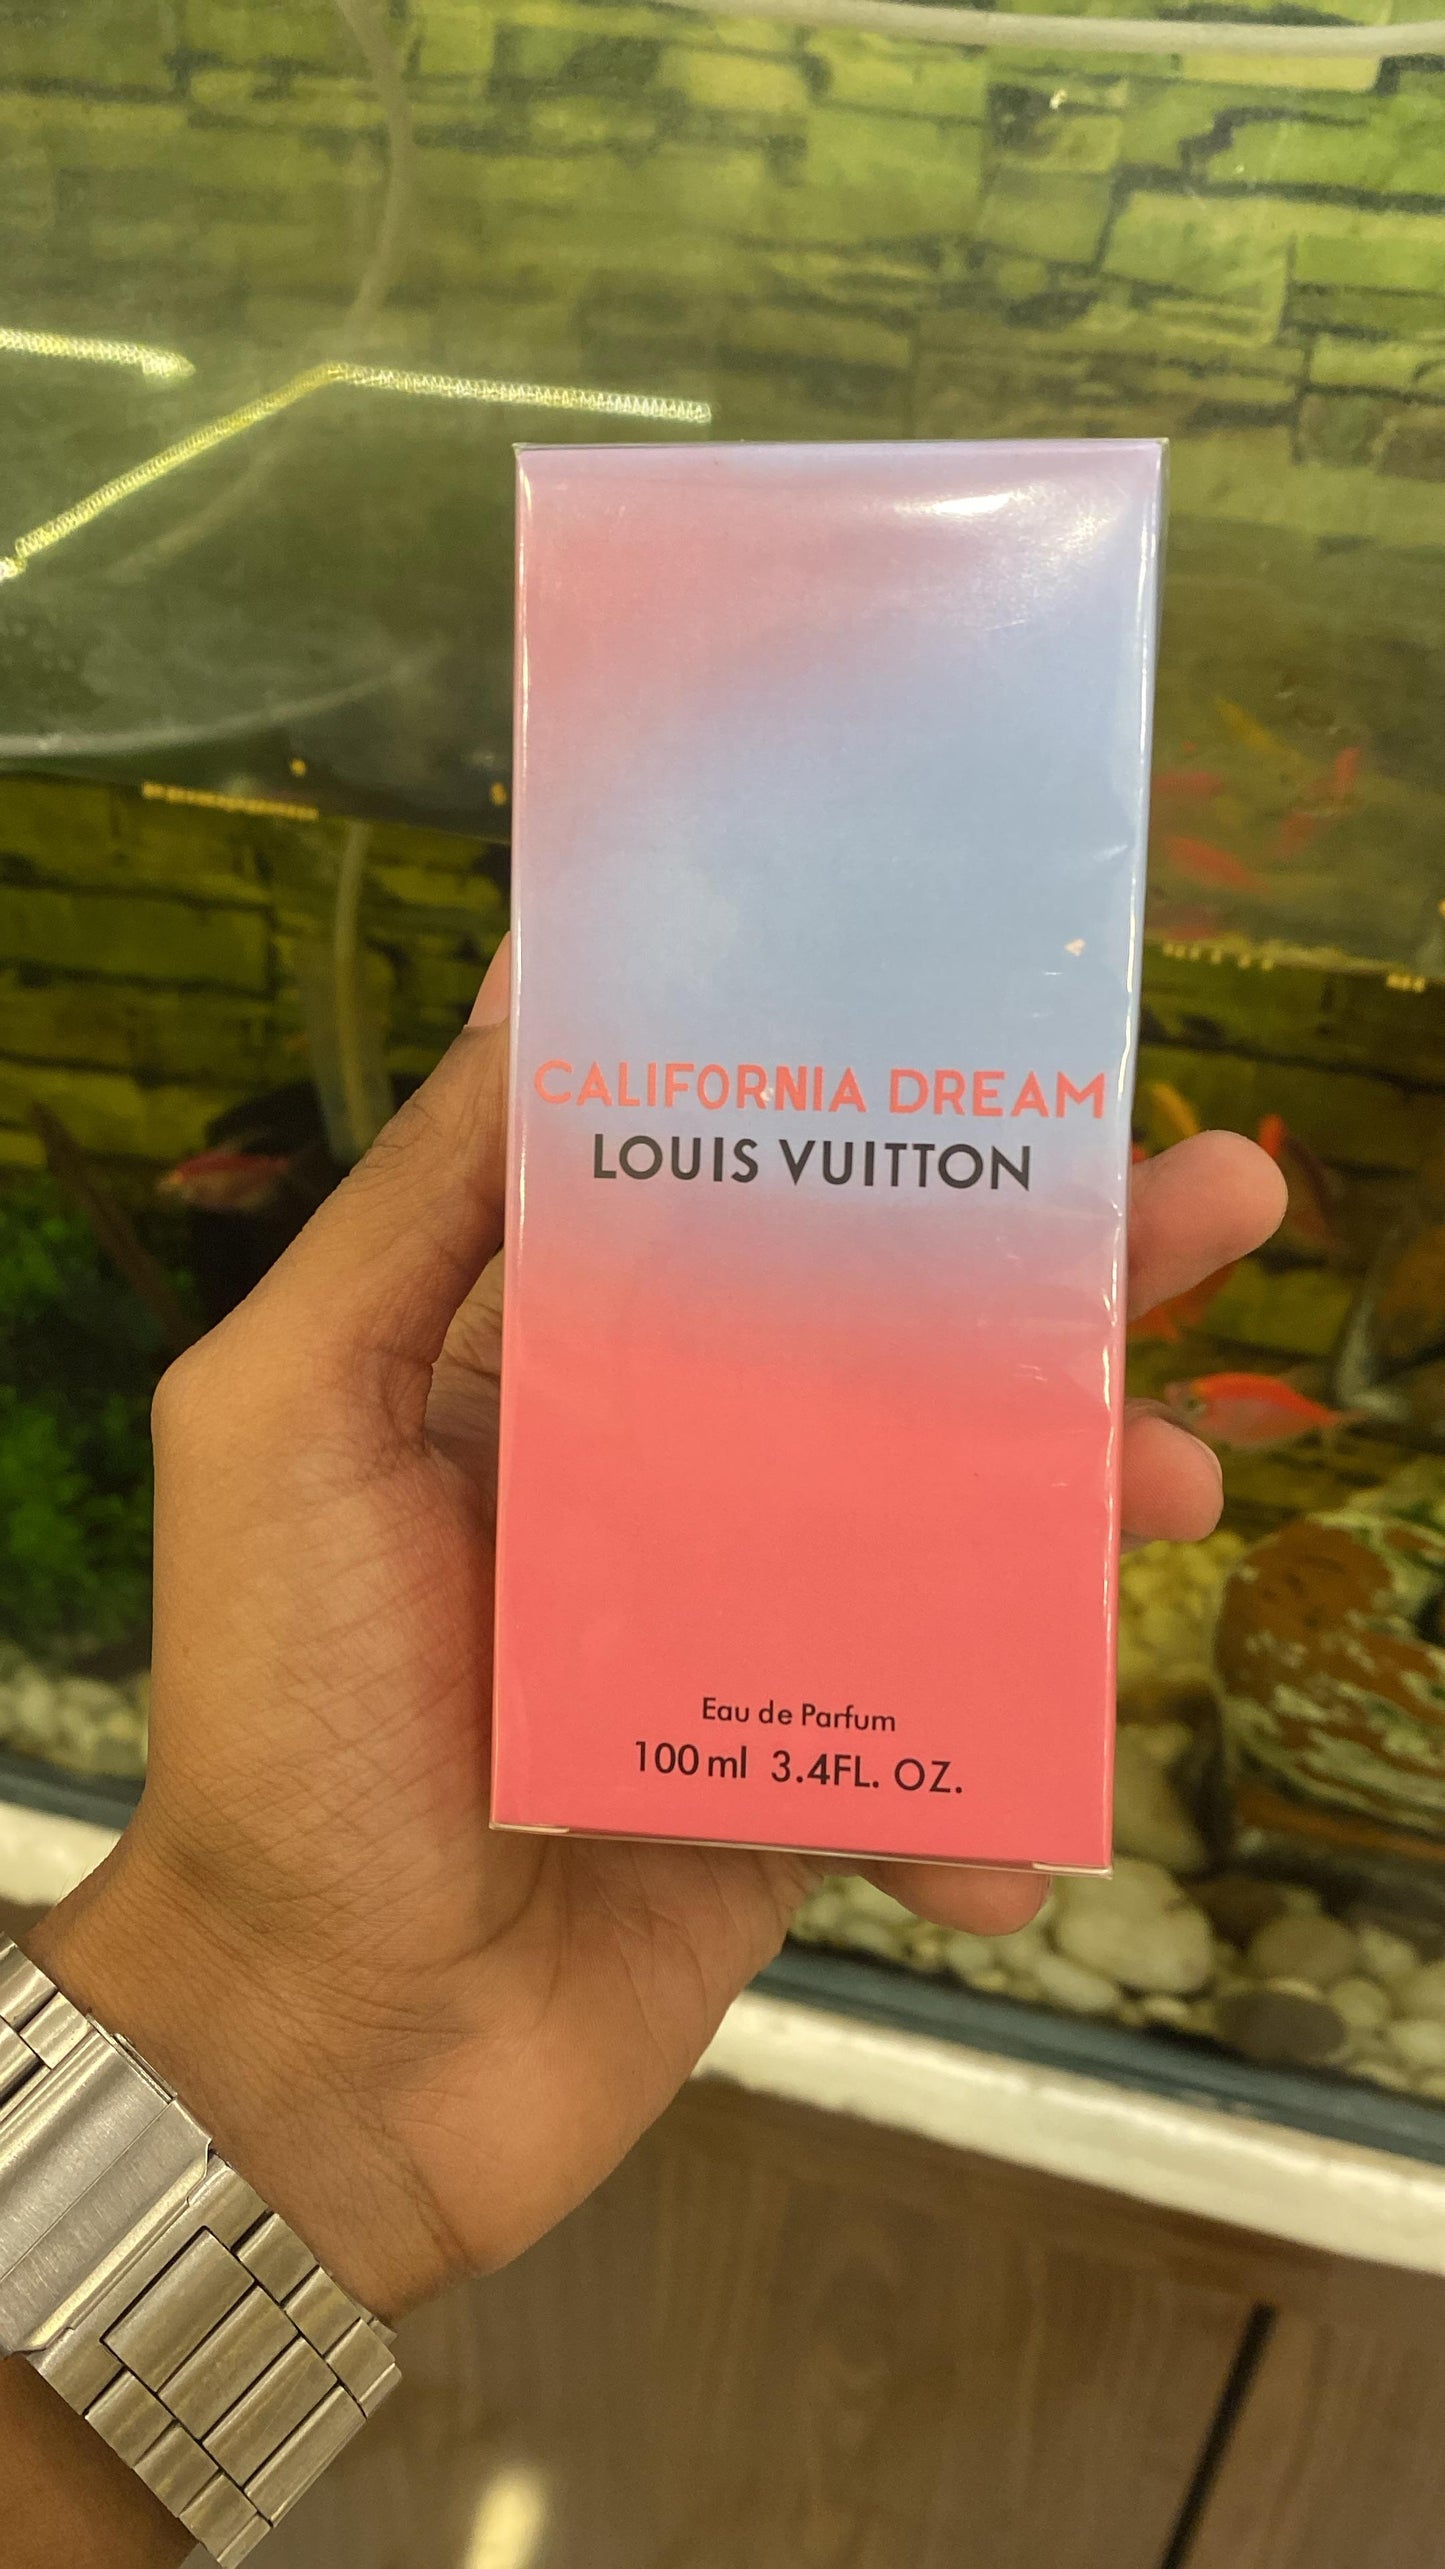 CALIFORNIA DREAM
LOUIS VUITTON
Eau de Parfum
100 ml 3.4FL. OZ.